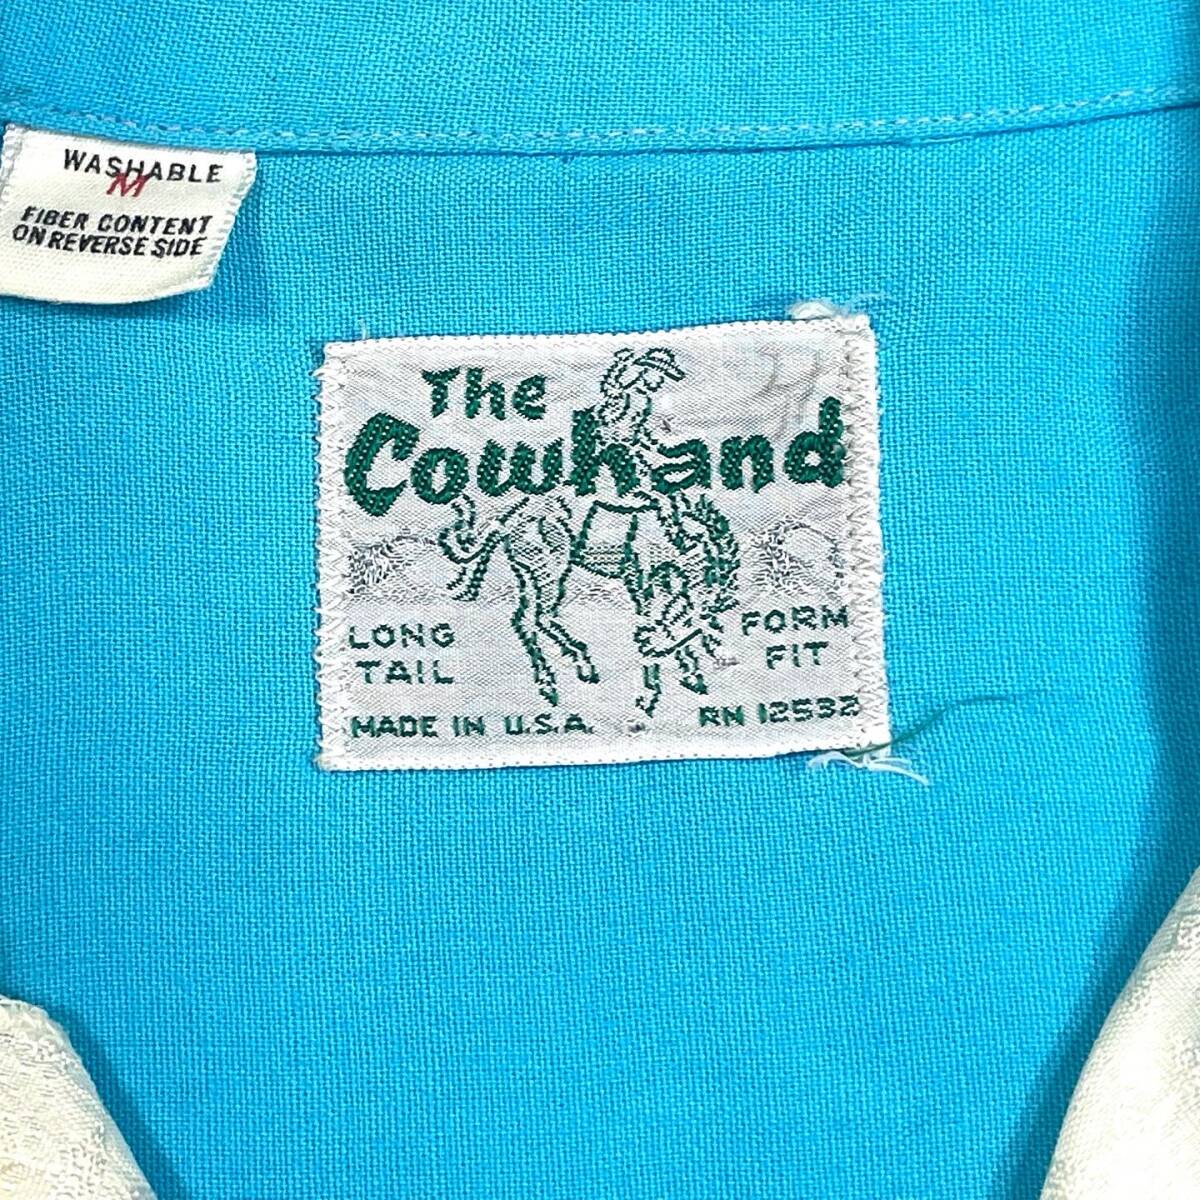 WASHABLE
M
FIBER CONTENT
ON REVERSE SIDE
The
Cowhand
LONG
TAIL
FORM
FIT
MADE IN U.S.A.
RN 12532